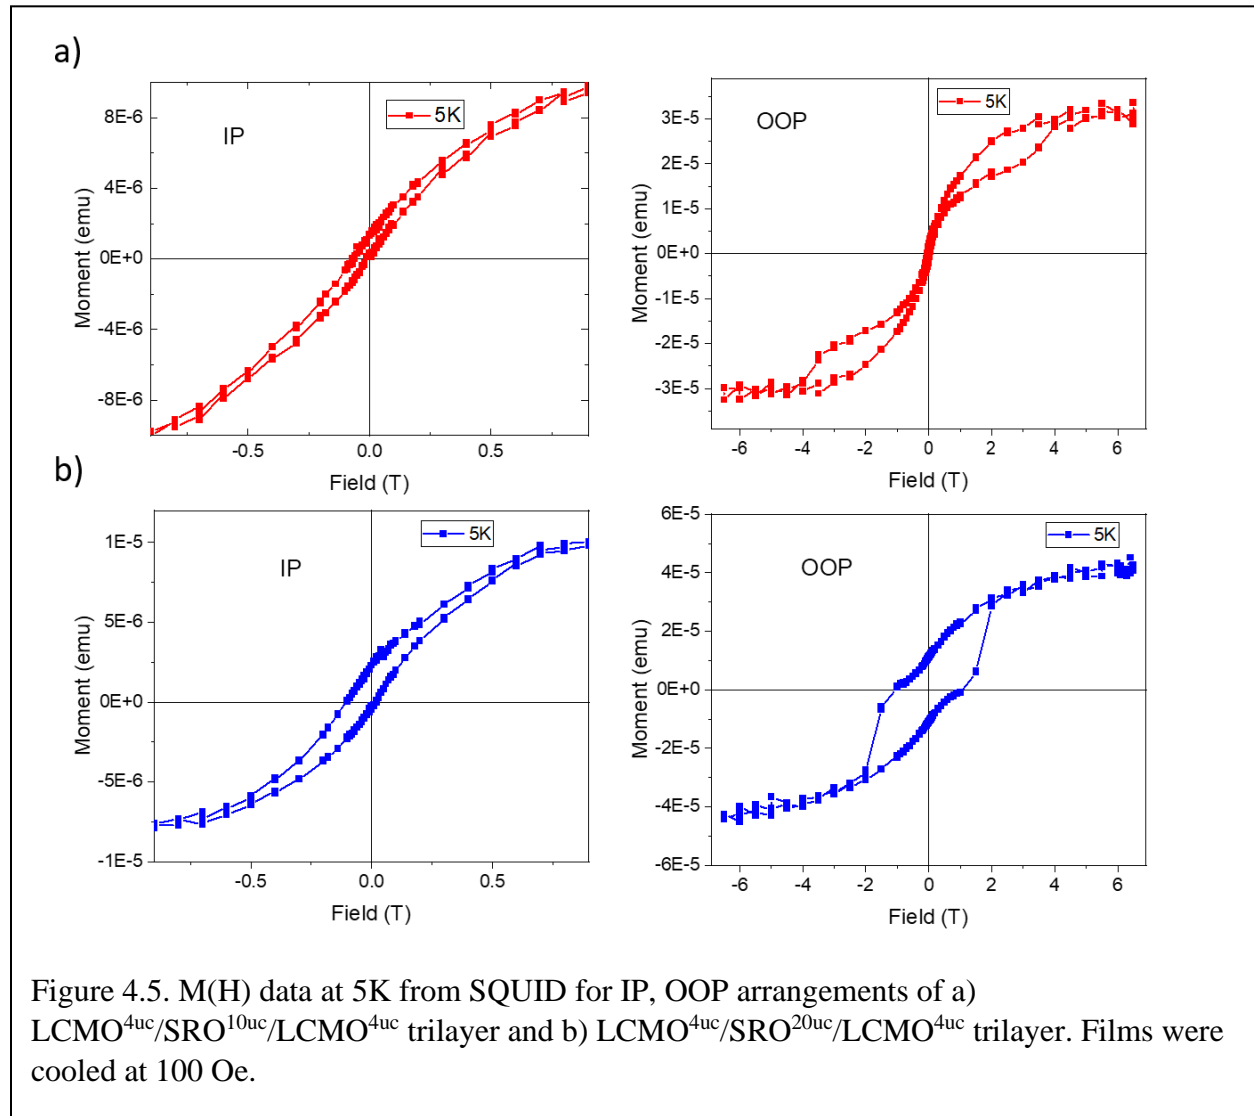 a)
IP
5K
8E-6
4E-6
0E+0
-4E-6
-8E-6
Moment (emu)
-0.5
0.0
0.5
Field (T)
OOP
5K
3E-5
2E-5
1E-5
0E+0
-1E-5
-2E-5
-3E-5
Moment (emu)
-6
-4
-2
0
2
4
6
Field (T)
b)
IP
5K
1E-5
5E-6
0E+0
-5E-6
-1E-5
Moment (emu)
-0.5
0.0
0.5
Field (T)
OOP
5K
6E-5
4E-5
2E-5
0E+0
-2E-5
-4E-5
-6E-5
Moment (emu)
-6
-4
-2
0
2
4
6
Field (T)
Figure 4.5. M(H) data at 5K from SQUID for IP, OOP arrangements of a)
LCMO⁴ᵘᶜ/SRO¹⁰ᵘᶜ/LCMO⁴ᵘᶜ trilayer and b) LCMO⁴ᵘᶜ/SRO²⁰ᵘᶜ/LCMO⁴ᵘᶜ trilayer. Films were
cooled at 100 Oe.